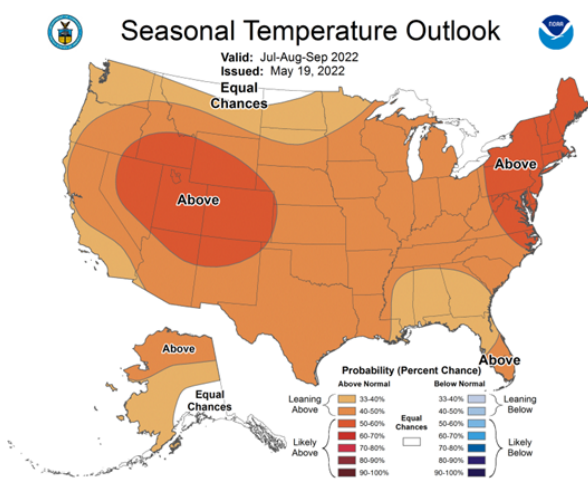 Seasonal Temperature Outlook
NOAA
Valid: Jul-Aug-Sep 2022
Issued: May 19, 2022
Equal
Chances
Above
Above
Above
Above
Equal
Chances
Probability (Percent Chance)
Above Normal
Below Normal
Leaning
Above
33-40%
40-50%
Equal
Chances
33-40%
40-50%
Leaning
Below
Likely
Above
50-60%
60-70%
70-80%
80-90%
90-100%
50-60%
60-70%
70-80%
80-90%
90-100%
Likely
Below